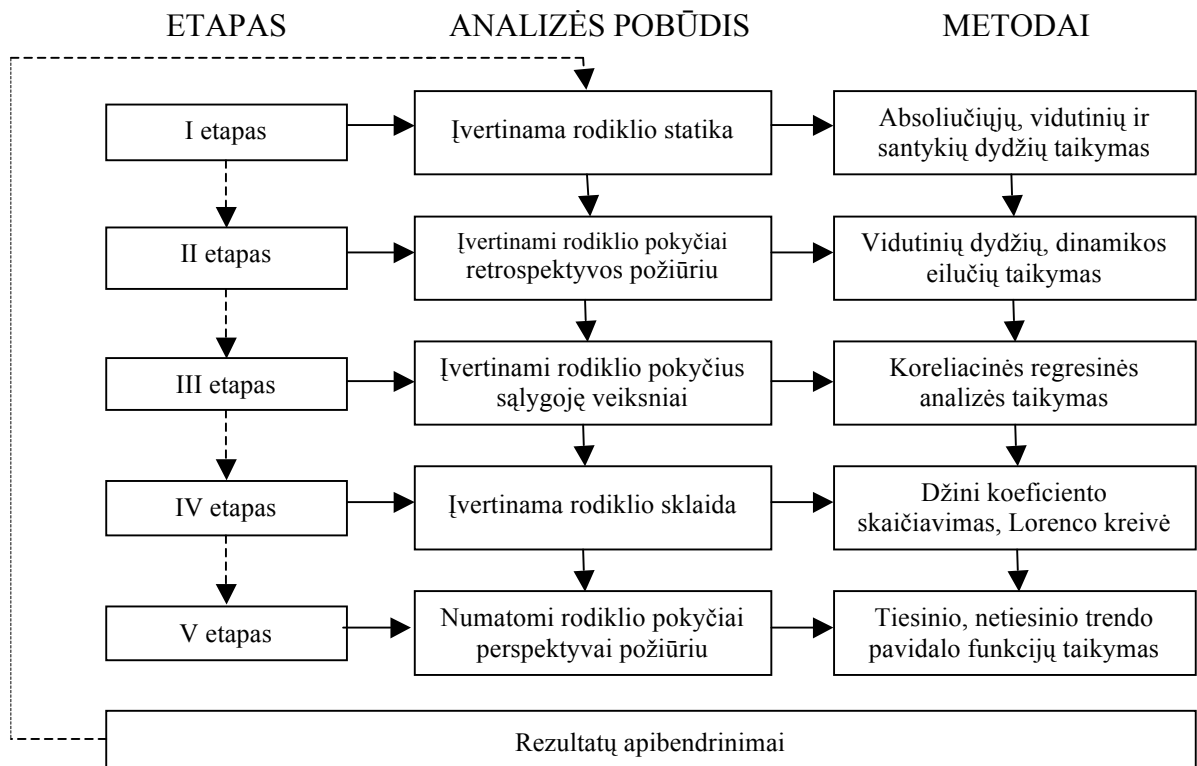 ETAPAS
ANALIZĖS POBŪDIS
METODAI
I etapas
Įvertinama rodiklio statika
Absoliučiųjų, vidutinių ir
santykių dydžių taikymas
II etapas
Įvertinami rodiklio pokyčiai
retrospektyvos požiūriu
Vidutinių dydžių, dinamikos
eilučių taikymas
III etapas
Įvertinami rodiklio pokyčius
sąlygoję veiksniai
Koreliacinės regresinės
analizės taikymas
IV etapas
Įvertinama rodiklio sklaida
Džini koeficiento
skaičiavimas, Lorenco kreivė
V etapas
Numatomi rodiklio pokyčiai
perspektyvai požiūriu
Tiesinio, netiesinio trendo
pavidalo funkcijų taikymas
Rezultatų apibendrinimai